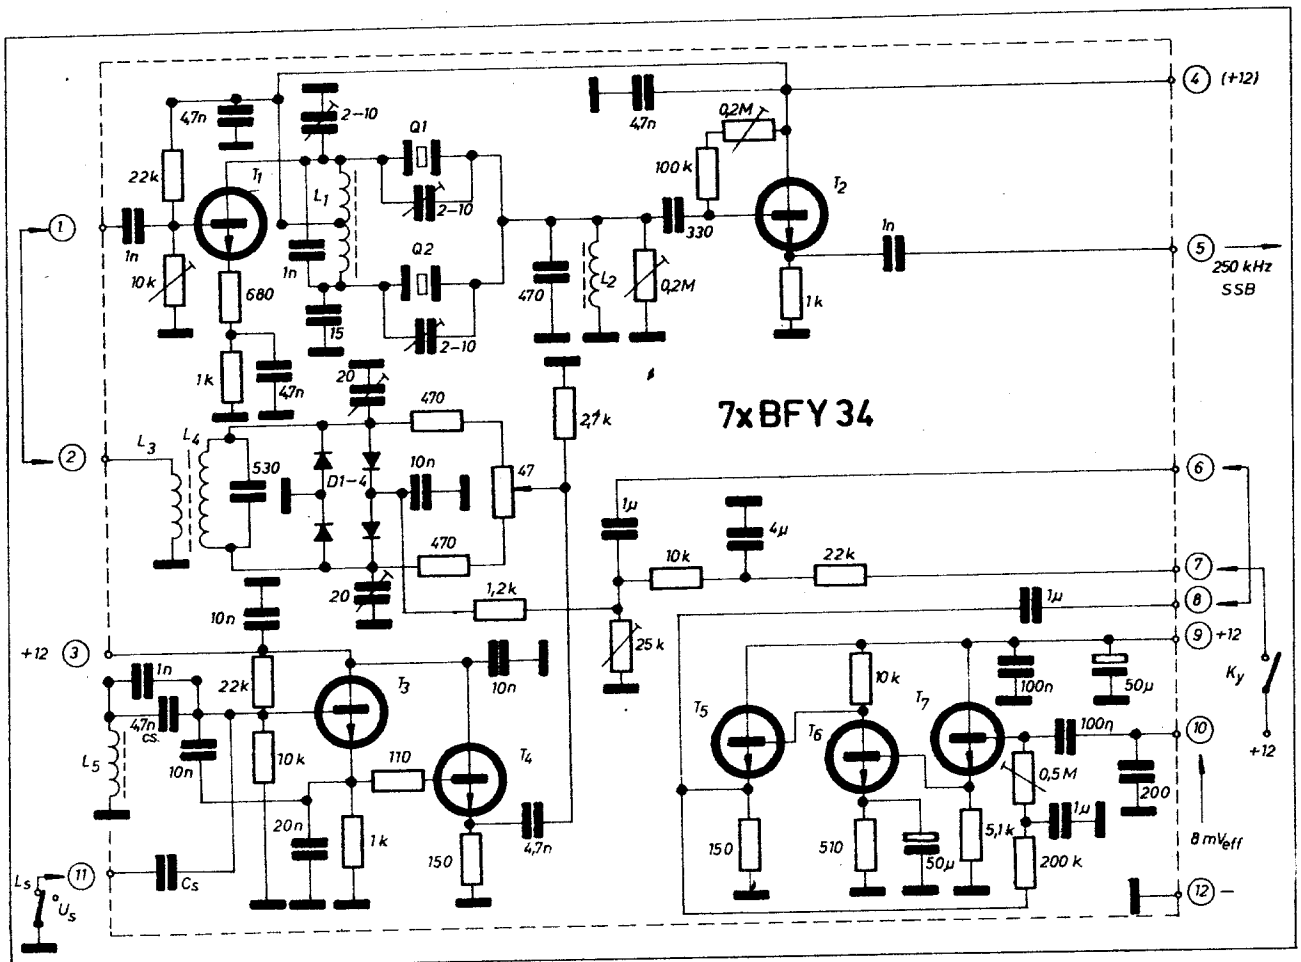 4 (+12)
4,7n
2–10
Q1
4,7n
0,2M
22k
T1
100k
T2
L1
2–10
1
1n
330
1n
5
250 kHz
SSB
10k
1n
Q2
680
470
L2
0,2M
1k
15
2–10
1k
4,7n
20
470
2,7k
7x BFY 34
L3
L4
2
530
D1–4
10n
47
6
1µ
4µ
470
10k
22k
7
20
1,2k
8
1µ
10n
25k
+12 3
10n
9 +12
1n
22k
T3
10k
100n
50µ
Ky
4,7n
Cs
T5
T6
T7
100n
10
L5
10n
10k
110
T4
0,5M
+12
200
20n
1k
1µ
150
4,7n
150
510
50µ
5,1k
200k
8 mVeff
Ls
11
Cs
Us
12 –